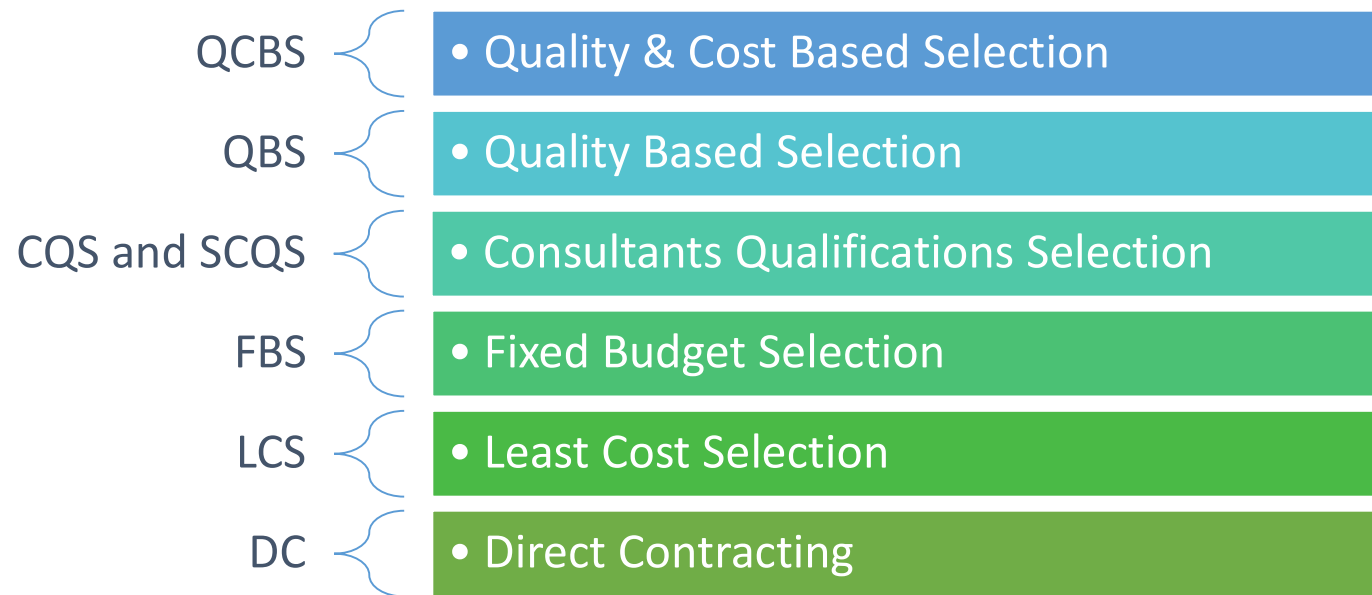 QCBS
• Quality & Cost Based Selection
QBS
• Quality Based Selection
CQS and SCQS
• Consultants Qualifications Selection
FBS
• Fixed Budget Selection
LCS
• Least Cost Selection
DC
• Direct Contracting